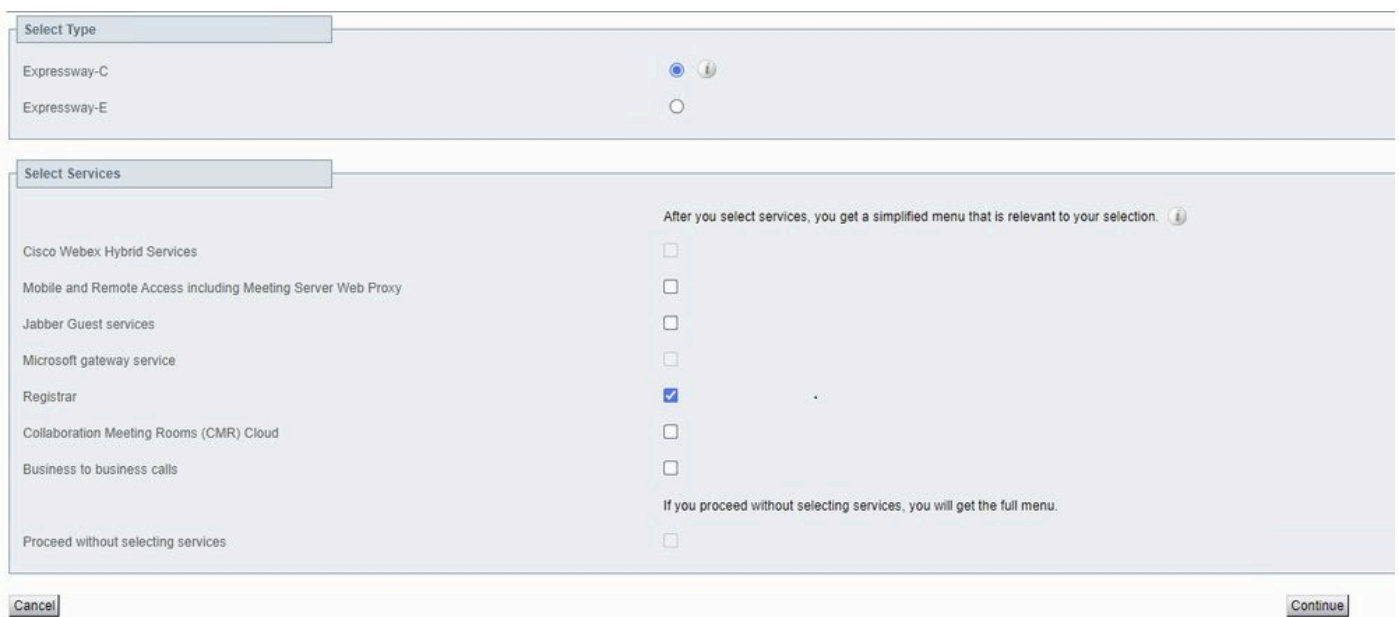 Select Type
Expressway-C
Expressway-E
Select Services
After you select services, you get a simplified menu that is relevant to your selection.
Cisco Webex Hybrid Services
Mobile and Remote Access including Meeting Server Web Proxy
Jabber Guest services
Microsoft gateway service
Registrar
Collaboration Meeting Rooms (CMR) Cloud
Business to business calls
If you proceed without selecting services, you will get the full menu.
Proceed without selecting services
Cancel
Continue